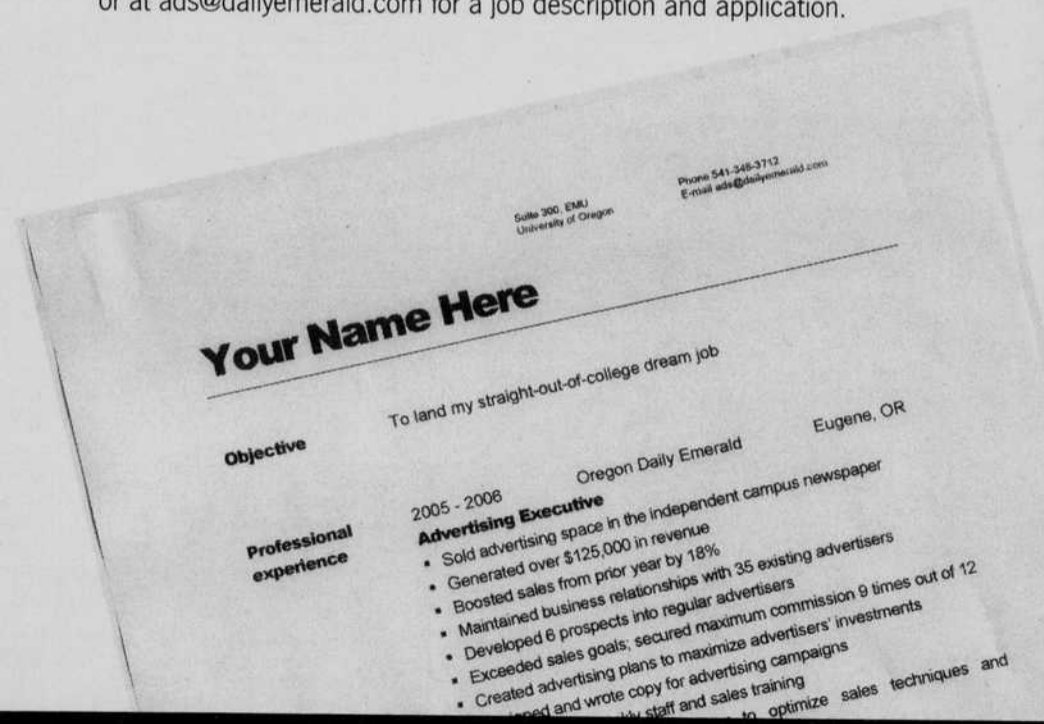 or at ads@dailyemerald.com for a job description and application.
Suite 300, EMU
University of Oregon
Phone 541-346-3712
E-mail ads@dailyemerald.com
Your Name Here
Objective
To land my straight-out-of-college dream job
Professional
experience
2005 - 2006 Oregon Daily Emerald Eugene, OR
Advertising Executive
▪ Sold advertising space in the independent campus newspaper
▪ Generated over $125,000 in revenue
▪ Boosted sales from prior year by 18%
▪ Maintained business relationships with 35 existing advertisers
▪ Developed 6 prospects into regular advertisers
▪ Exceeded sales goals; secured maximum commission 9 times out of 12
▪ Created advertising plans to maximize advertisers' investments
and wrote copy for advertising campaigns
staff and sales training
to optimize sales techniques and